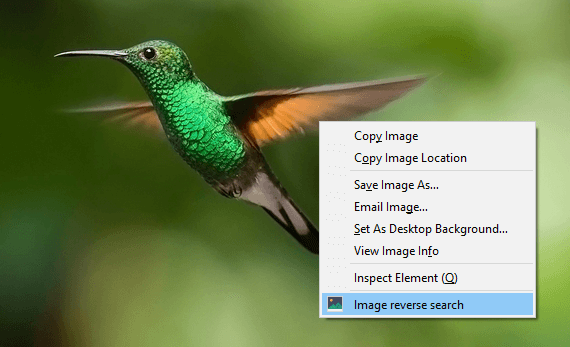 Copy Image
Copy Image Location
Save Image As...
Email Image...
Set As Desktop Background...
View Image Info
Inspect Element (Q)
Image reverse search